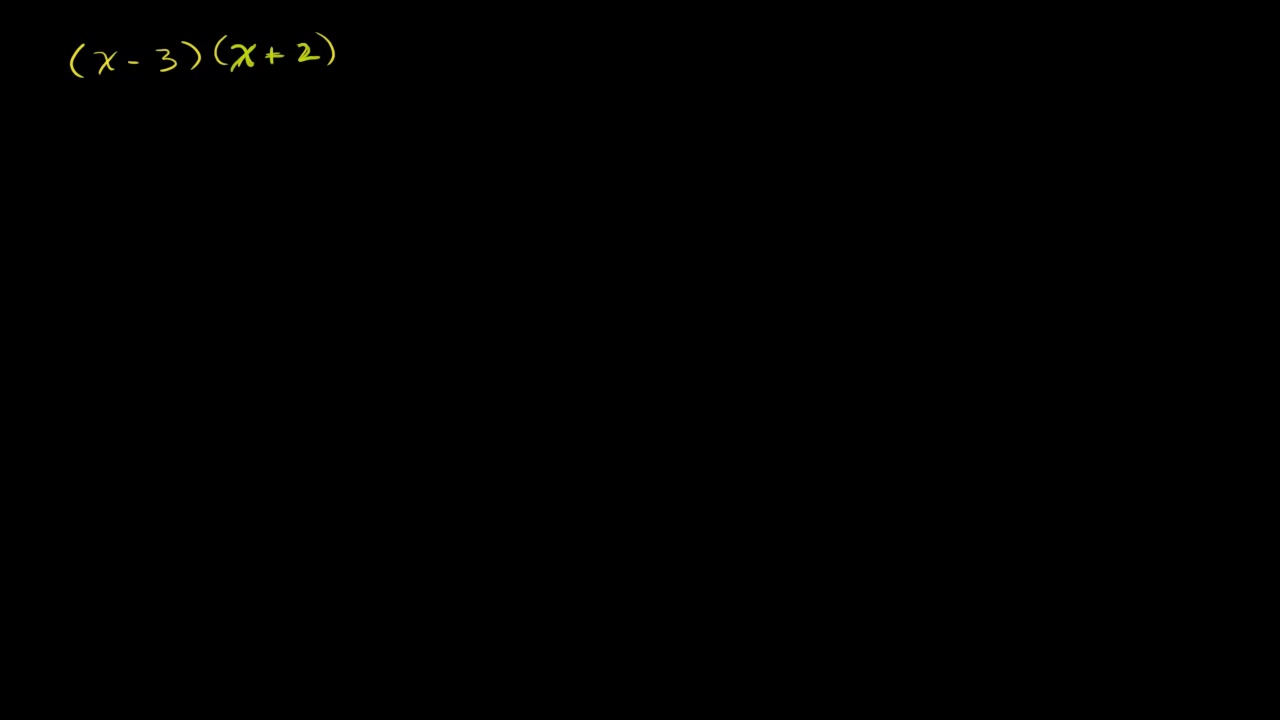 (x - 3)(x + 2)